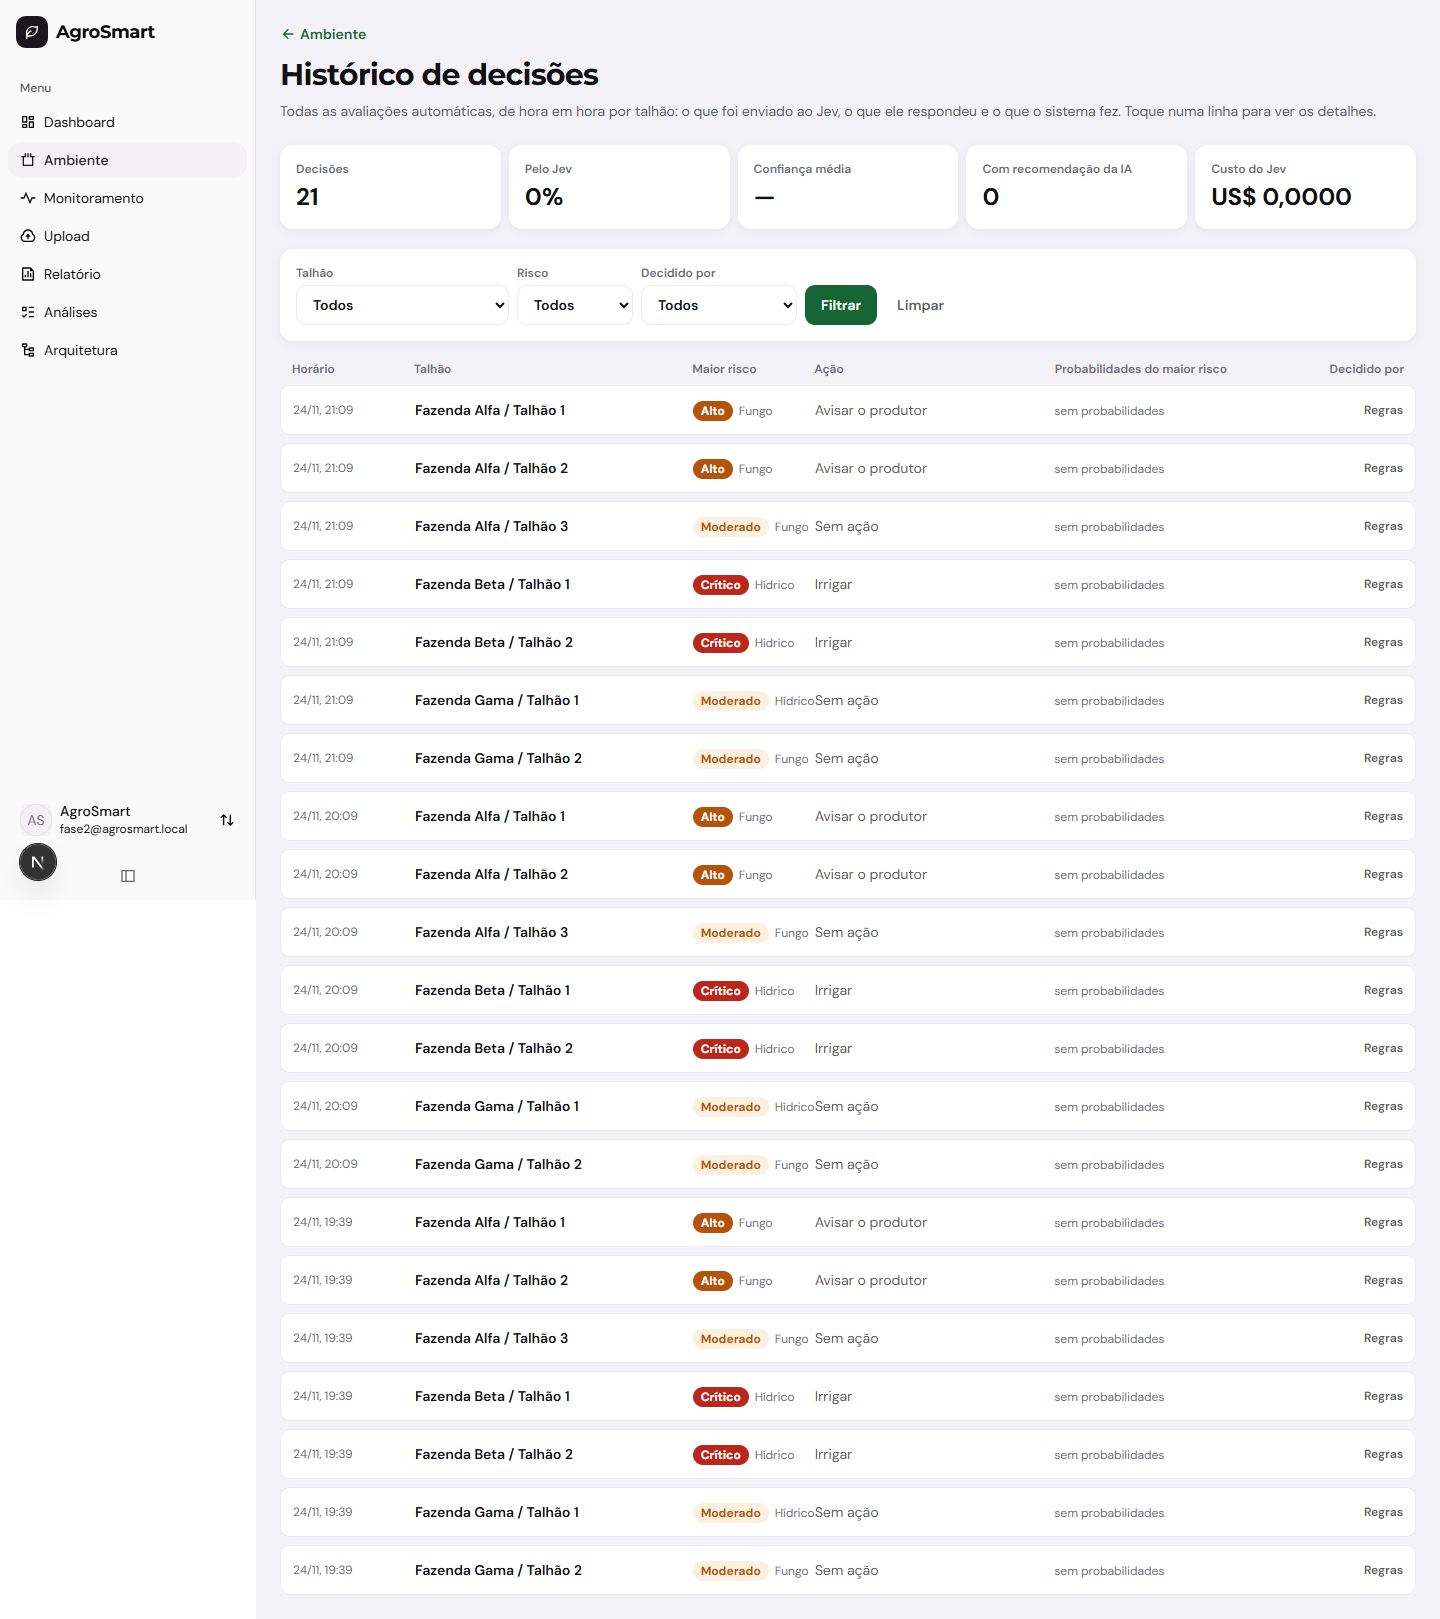 AgroSmart
Menu
Dashboard
Ambiente
Monitoramento
Upload
Relatório
Análises
Arquitetura
AS
AgroSmart
fase2@agrosmart.local
N
← Ambiente
Histórico de decisões
Todas as avaliações automáticas, de hora em hora por talhão: o que foi enviado ao Jev, o que ele respondeu e o que o sistema fez. Toque numa linha para ver os detalhes.
Decisões
21
Pelo Jev
0%
Confiança média
—
Com recomendação da IA
0
Custo do Jev
US$ 0,0000
Talhão Risco Decidido por
Todos Todos Todos Filtrar Limpar
Horário Talhão Maior risco Ação Probabilidades do maior risco Decidido por
24/11, 21:09 Fazenda Alfa / Talhão 1 Alto Fungo Avisar o produtor sem probabilidades Regras
24/11, 21:09 Fazenda Alfa / Talhão 2 Alto Fungo Avisar o produtor sem probabilidades Regras
24/11, 21:09 Fazenda Alfa / Talhão 3 Moderado Fungo Sem ação sem probabilidades Regras
24/11, 21:09 Fazenda Beta / Talhão 1 Crítico Hídrico Irrigar sem probabilidades Regras
24/11, 21:09 Fazenda Beta / Talhão 2 Crítico Hídrico Irrigar sem probabilidades Regras
24/11, 21:09 Fazenda Gama / Talhão 1 Moderado Hídrico Sem ação sem probabilidades Regras
24/11, 21:09 Fazenda Gama / Talhão 2 Moderado Fungo Sem ação sem probabilidades Regras
24/11, 20:09 Fazenda Alfa / Talhão 1 Alto Fungo Avisar o produtor sem probabilidades Regras
24/11, 20:09 Fazenda Alfa / Talhão 2 Alto Fungo Avisar o produtor sem probabilidades Regras
24/11, 20:09 Fazenda Alfa / Talhão 3 Moderado Fungo Sem ação sem probabilidades Regras
24/11, 20:09 Fazenda Beta / Talhão 1 Crítico Hídrico Irrigar sem probabilidades Regras
24/11, 20:09 Fazenda Beta / Talhão 2 Crítico Hídrico Irrigar sem probabilidades Regras
24/11, 20:09 Fazenda Gama / Talhão 1 Moderado Hídrico Sem ação sem probabilidades Regras
24/11, 20:09 Fazenda Gama / Talhão 2 Moderado Fungo Sem ação sem probabilidades Regras
24/11, 19:39 Fazenda Alfa / Talhão 1 Alto Fungo Avisar o produtor sem probabilidades Regras
24/11, 19:39 Fazenda Alfa / Talhão 2 Alto Fungo Avisar o produtor sem probabilidades Regras
24/11, 19:39 Fazenda Alfa / Talhão 3 Moderado Fungo Sem ação sem probabilidades Regras
24/11, 19:39 Fazenda Beta / Talhão 1 Crítico Hídrico Irrigar sem probabilidades Regras
24/11, 19:39 Fazenda Beta / Talhão 2 Crítico Hídrico Irrigar sem probabilidades Regras
24/11, 19:39 Fazenda Gama / Talhão 1 Moderado Hídrico Sem ação sem probabilidades Regras
24/11, 19:39 Fazenda Gama / Talhão 2 Moderado Fungo Sem ação sem probabilidades Regras